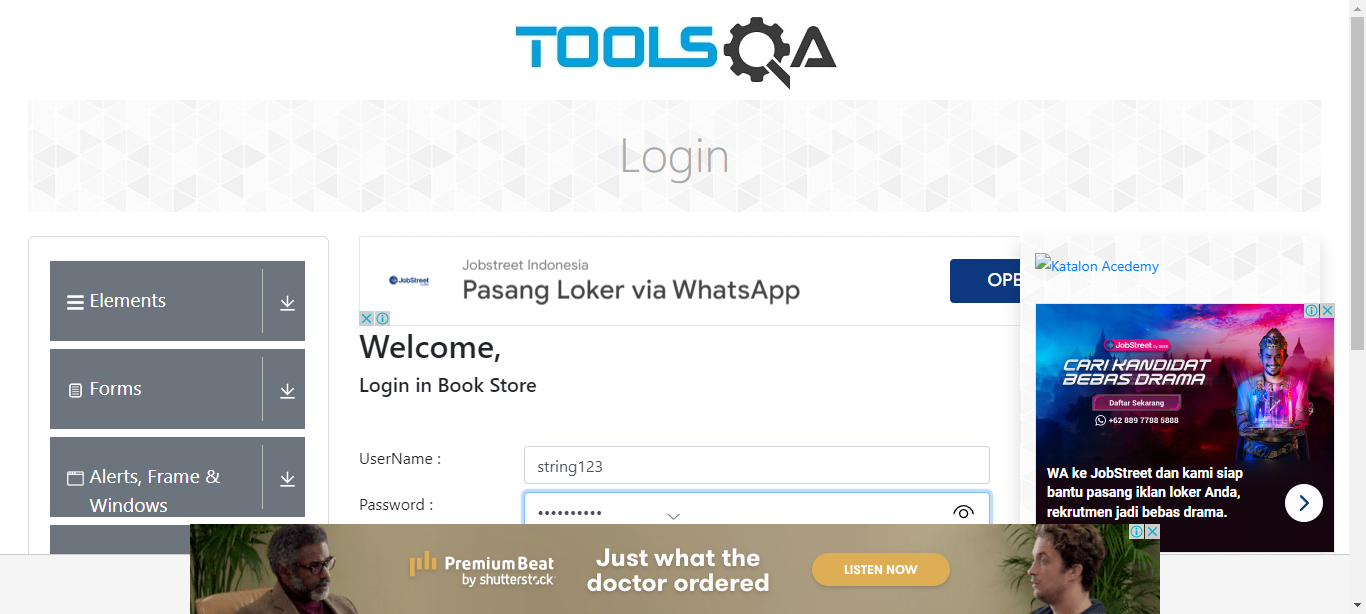 TOOLSQA
Login
Elements
Forms
Alerts, Frame &
Windows
Jobstreet Indonesia
JobStreet
Pasang Loker via WhatsApp
OPE
Welcome,
Login in Book Store
UserName :
string123
Password :
••••••••••
Katalon Acedemy
JobStreet by SEEK
CARI KANDIDAT
BEBAS DRAMA
Daftar Sekarang
+62 889 7788 5888
WA ke JobStreet dan kami siap
bantu pasang iklan loker Anda,
rekrutmen jadi bebas drama.
PremiumBeat
by shutterstock
Just what the
doctor ordered
LISTEN NOW